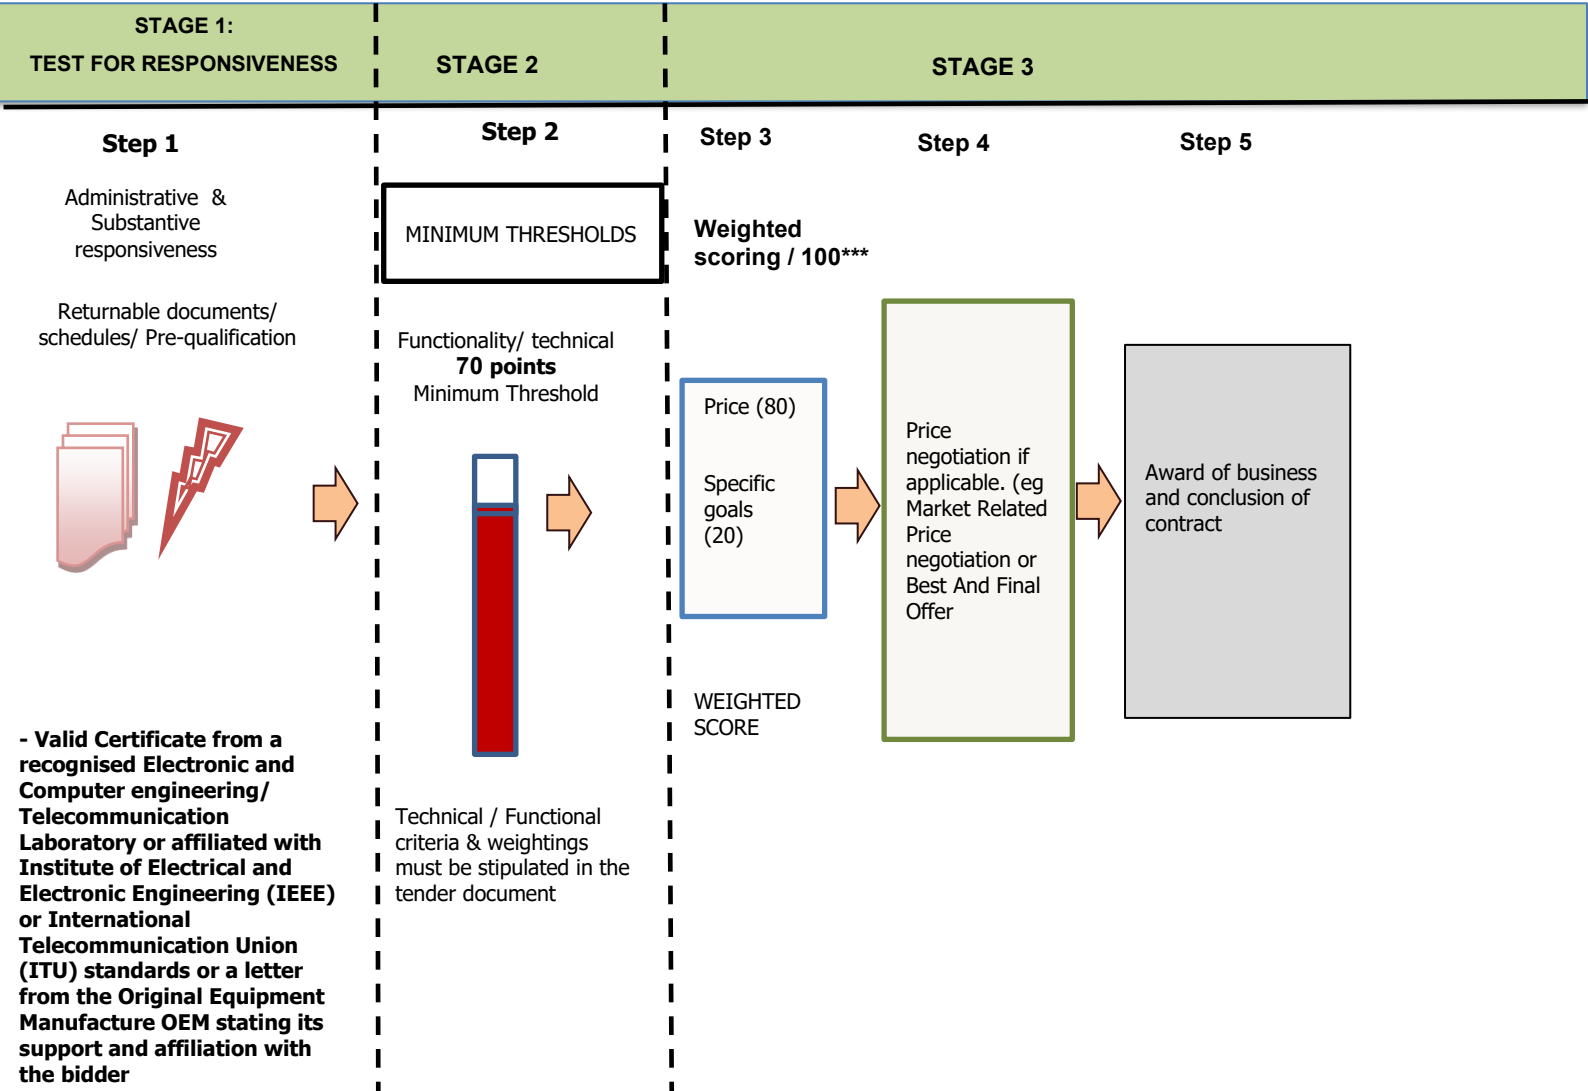 STAGE 1:
TEST FOR RESPONSIVENESS
STAGE 2
STAGE 3
Step 1
Administrative  &
Substantive
responsiveness
Returnable documents/
schedules/ Pre-qualification
- Valid Certificate from a
recognised Electronic and
Computer engineering/
Telecommunication
Laboratory or affiliated with
Institute of Electrical and
Electronic Engineering (IEEE)
or International
Telecommunication Union
(ITU) standards or a letter
from the Original Equipment
Manufacture OEM stating its
support and affiliation with
the bidder
Step 2
MINIMUM THRESHOLDS
Functionality/ technical
70 points
Minimum Threshold
Technical / Functional
criteria & weightings
must be stipulated in the
tender document
Step 3
Weighted
scoring / 100***
Price (80)
Specific
goals
(20)
WEIGHTED
SCORE
Step 4
Price
negotiation if
applicable. (eg
Market Related
Price
negotiation or
Best And Final
Offer
Step 5
Award of business
and conclusion of
contract